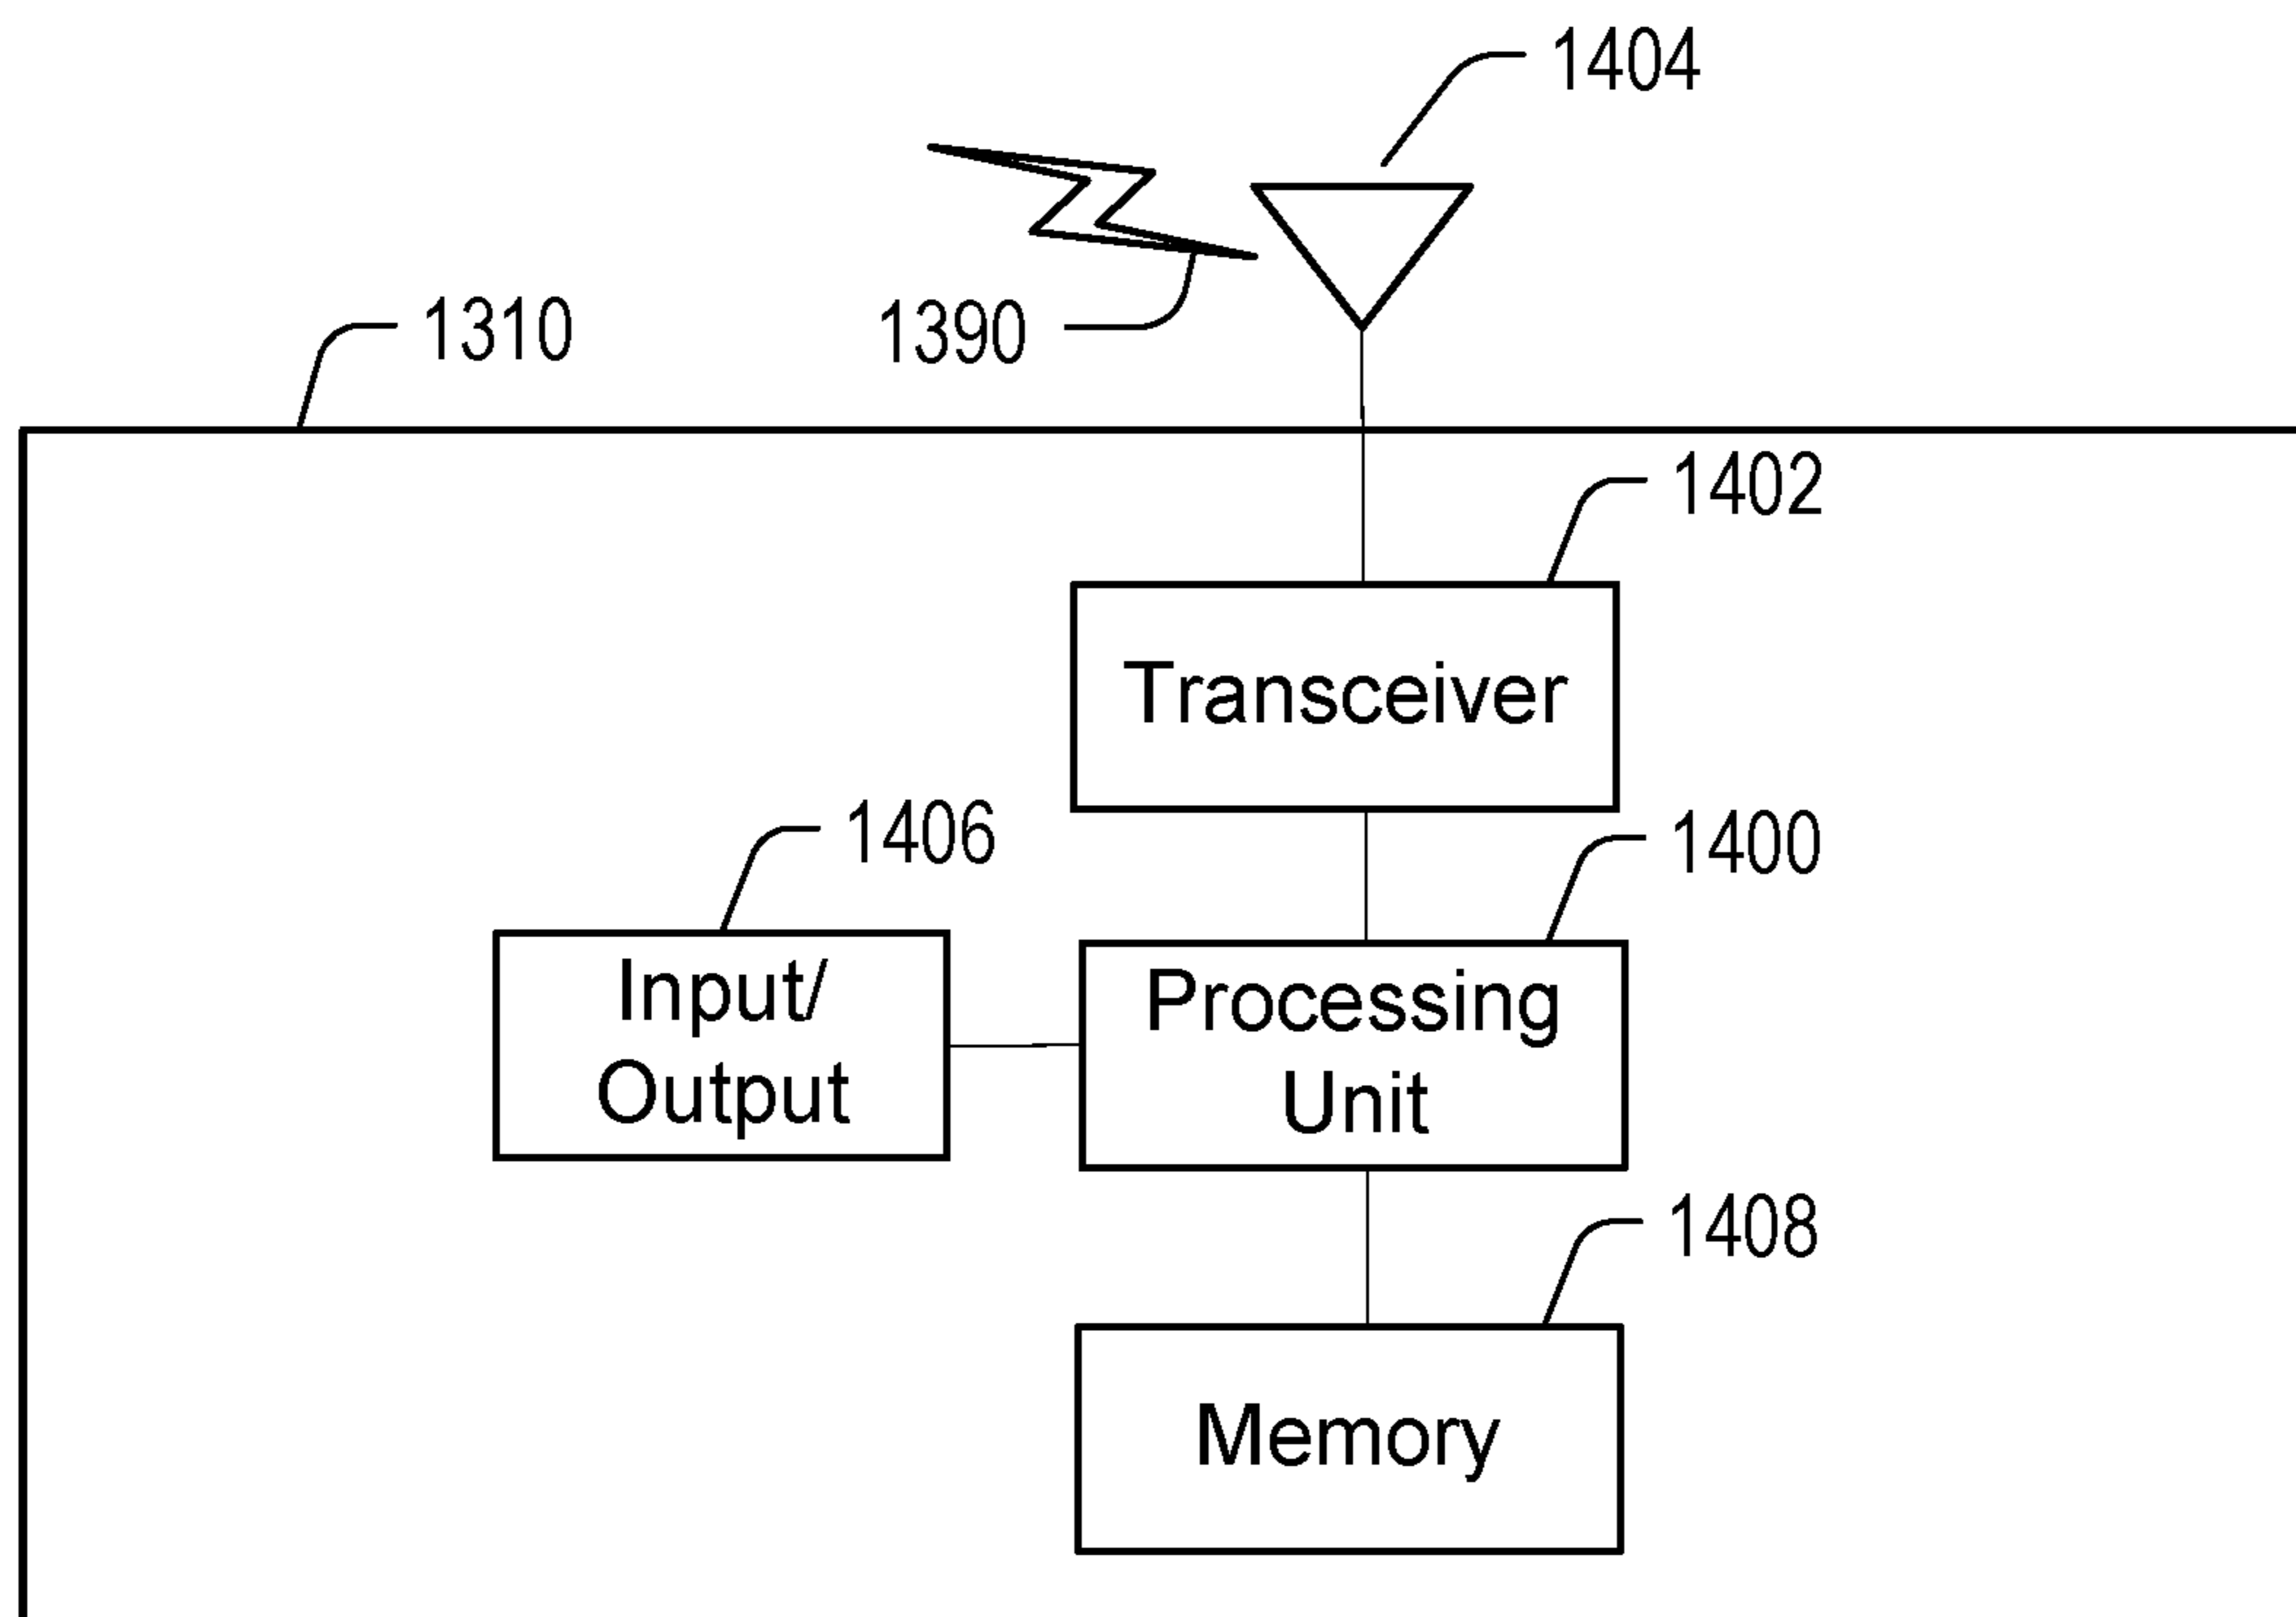 1404
1390
1310
1402
Transceiver
1406
1400
Input/
Output
Processing
Unit
1408
Memory